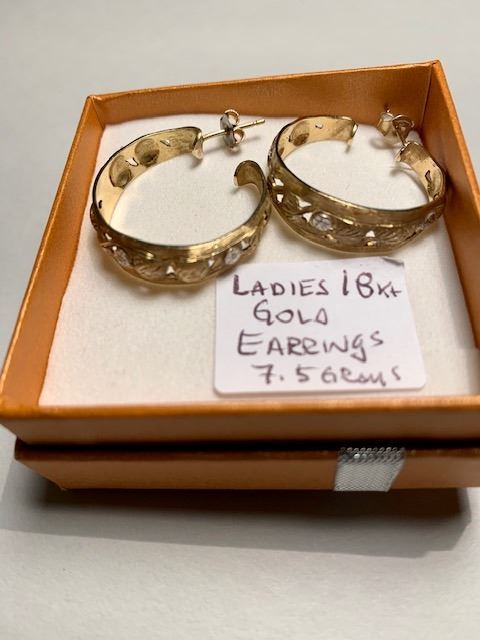 LADIES 18Kt
GOLD
EARRINGS
7.5 GRAMS